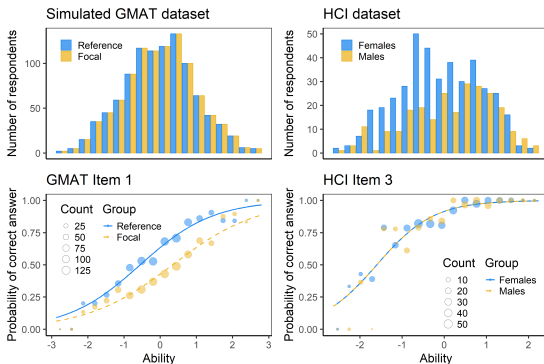 Simulated GMAT dataset
HCI dataset
Number of respondents
100
50
0
Reference
Focal
Number of respondents
50
40
30
20
10
0
Females
Males
GMAT Item 1
HCI Item 3
Probability of correct answer
1.00
0.75
0.50
0.25
0.00
Count
25
50
75
100
125
Group
Reference
Focal
-3 -2 -1 0 1 2 3
Ability
Probability of correct answer
1.00
0.75
0.50
0.25
0.00
Count
10
20
30
40
50
Group
Females
Males
-2 -1 0 1 2
Ability